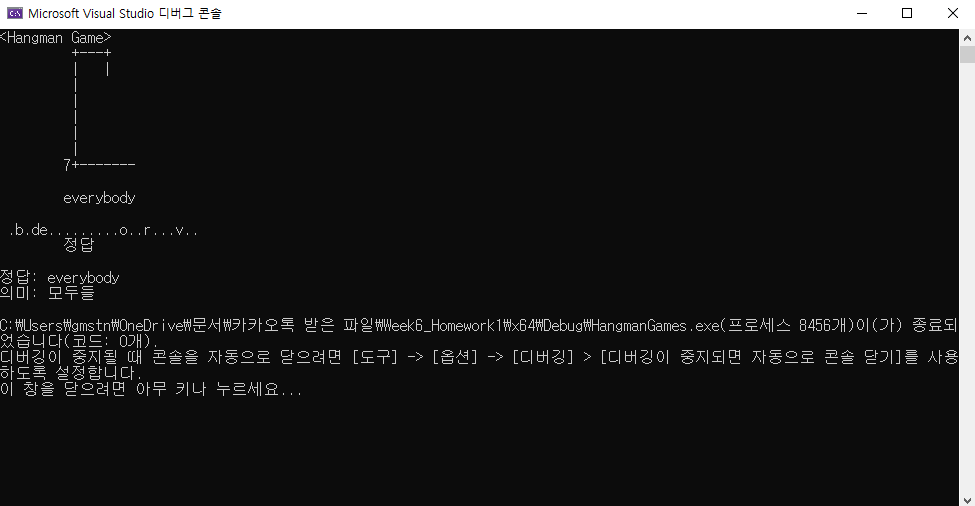 Microsoft Visual Studio 디버그 콘솔
<Hangman Game>
+---+
|   |
|
|
|
|
|
7+-------
everybody
.b.de.........o..r...v..
정답
정답: everybody
의미: 모두들
C:₩Users₩gmstn₩OneDrive₩문서₩카카오톡 받은 파일₩Week6_Homework1₩x64₩Debug₩HangmanGames.exe(프로세스 8456개)이(가) 종료되
었습니다(코드: 0개).
디버깅이 중지될 때 콘솔을 자동으로 닫으려면 [도구] -> [옵션] -> [디버깅] > [디버깅이 중지되면 자동으로 콘솔 닫기]를 사용
하도록 설정합니다.
이 창을 닫으려면 아무 키나 누르세요...